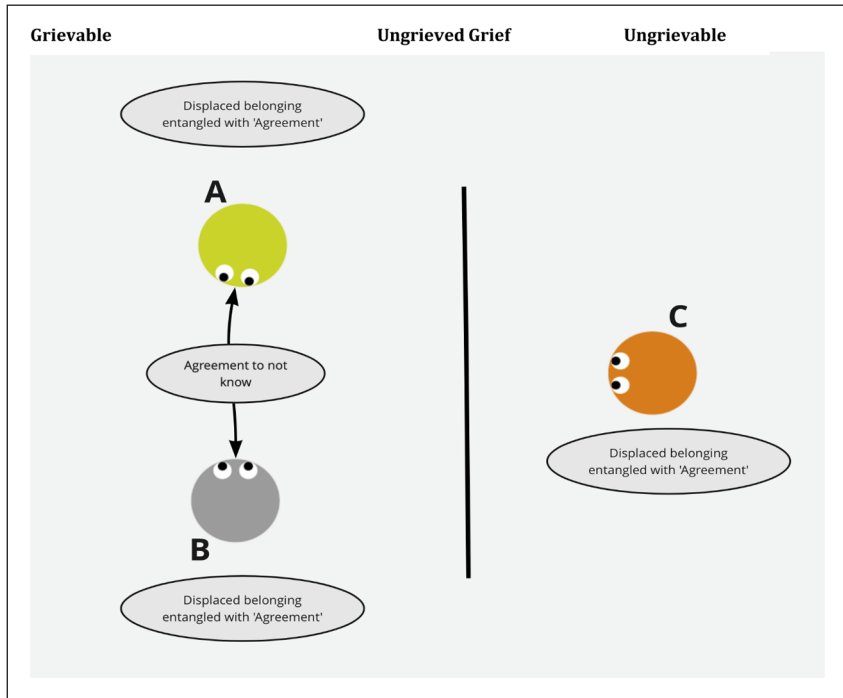 Grievable Ungrieved Grief Ungrievable
Displaced belonging
entangled with 'Agreement'
A
Agreement to not
know
B
Displaced belonging
entangled with 'Agreement'
C
Displaced belonging
entangled with 'Agreement'